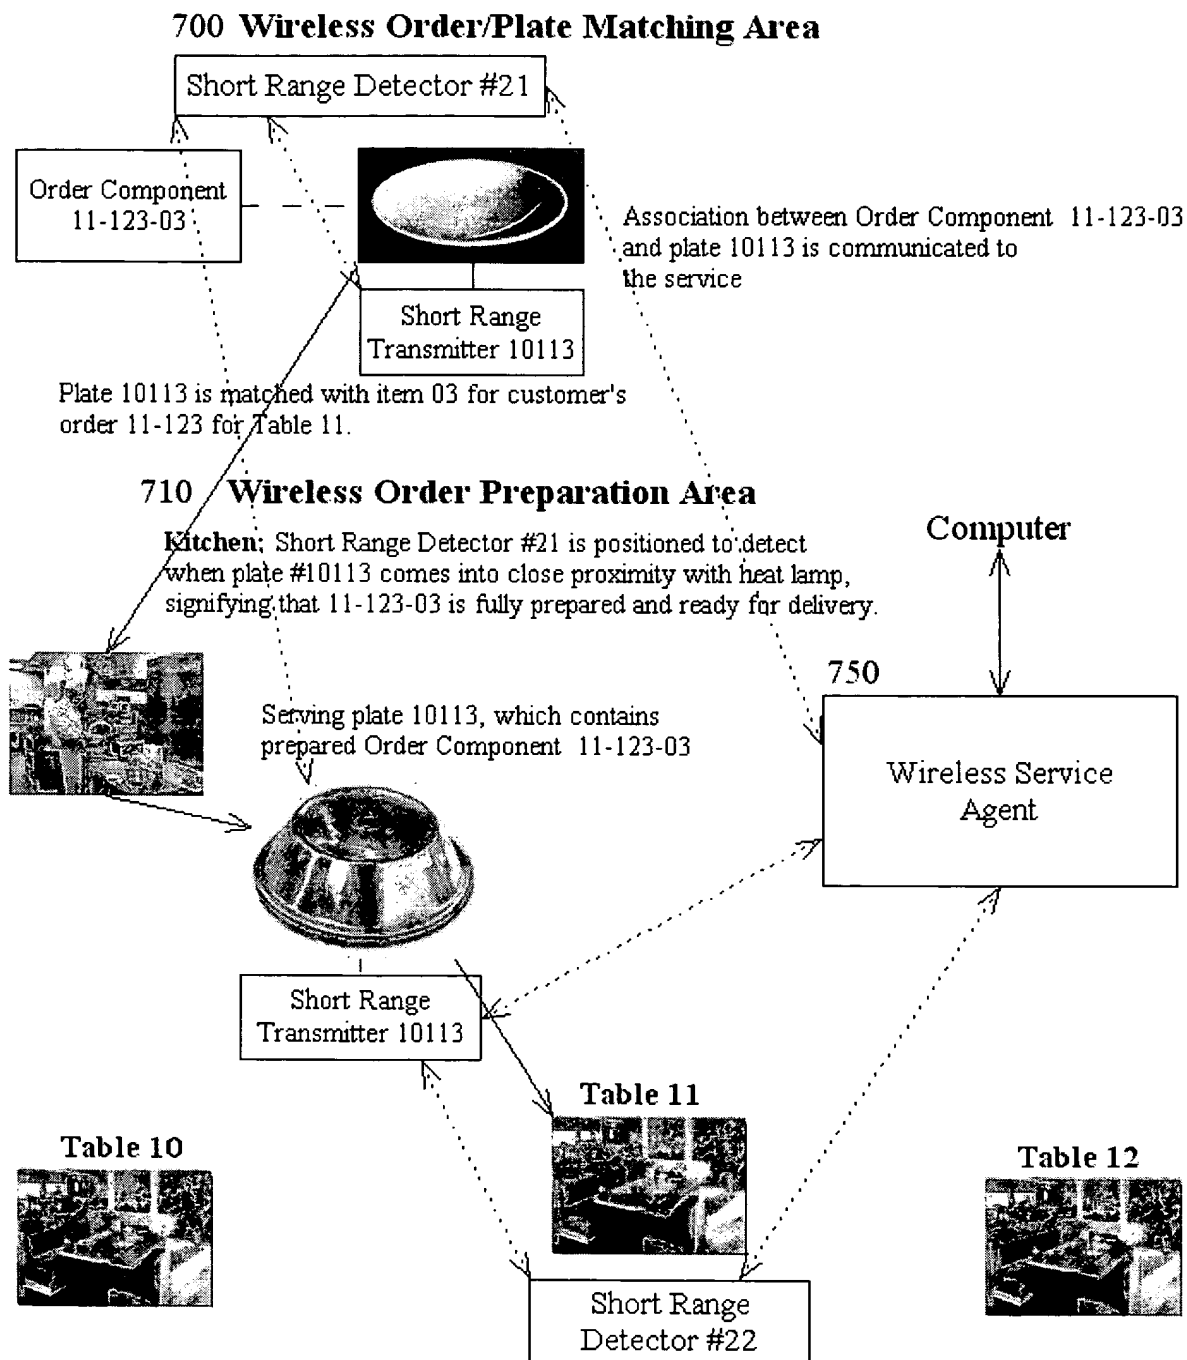 700 Wireless Order/Plate Matching Area
Short Range Detector #21
Order Component
11-123-03
Association between Order Component 11-123-03
and plate 10113 is communicated to
the service
Short Range
Transmitter 10113
Plate 10113 is matched with item 03 for customer's
order 11-123 for Table 11.
710 Wireless Order Preparation Area
Kitchen: Short Range Detector #21 is positioned to detect
when plate #10113 comes into close proximity with heat lamp,
signifying that 11-123-03 is fully prepared and ready for delivery.
Computer
750
Serving plate 10113, which contains
prepared Order Component 11-123-03
Wireless Service
Agent
Short Range
Transmitter 10113
Table 11
Table 10
Table 12
Short Range
Detector #22